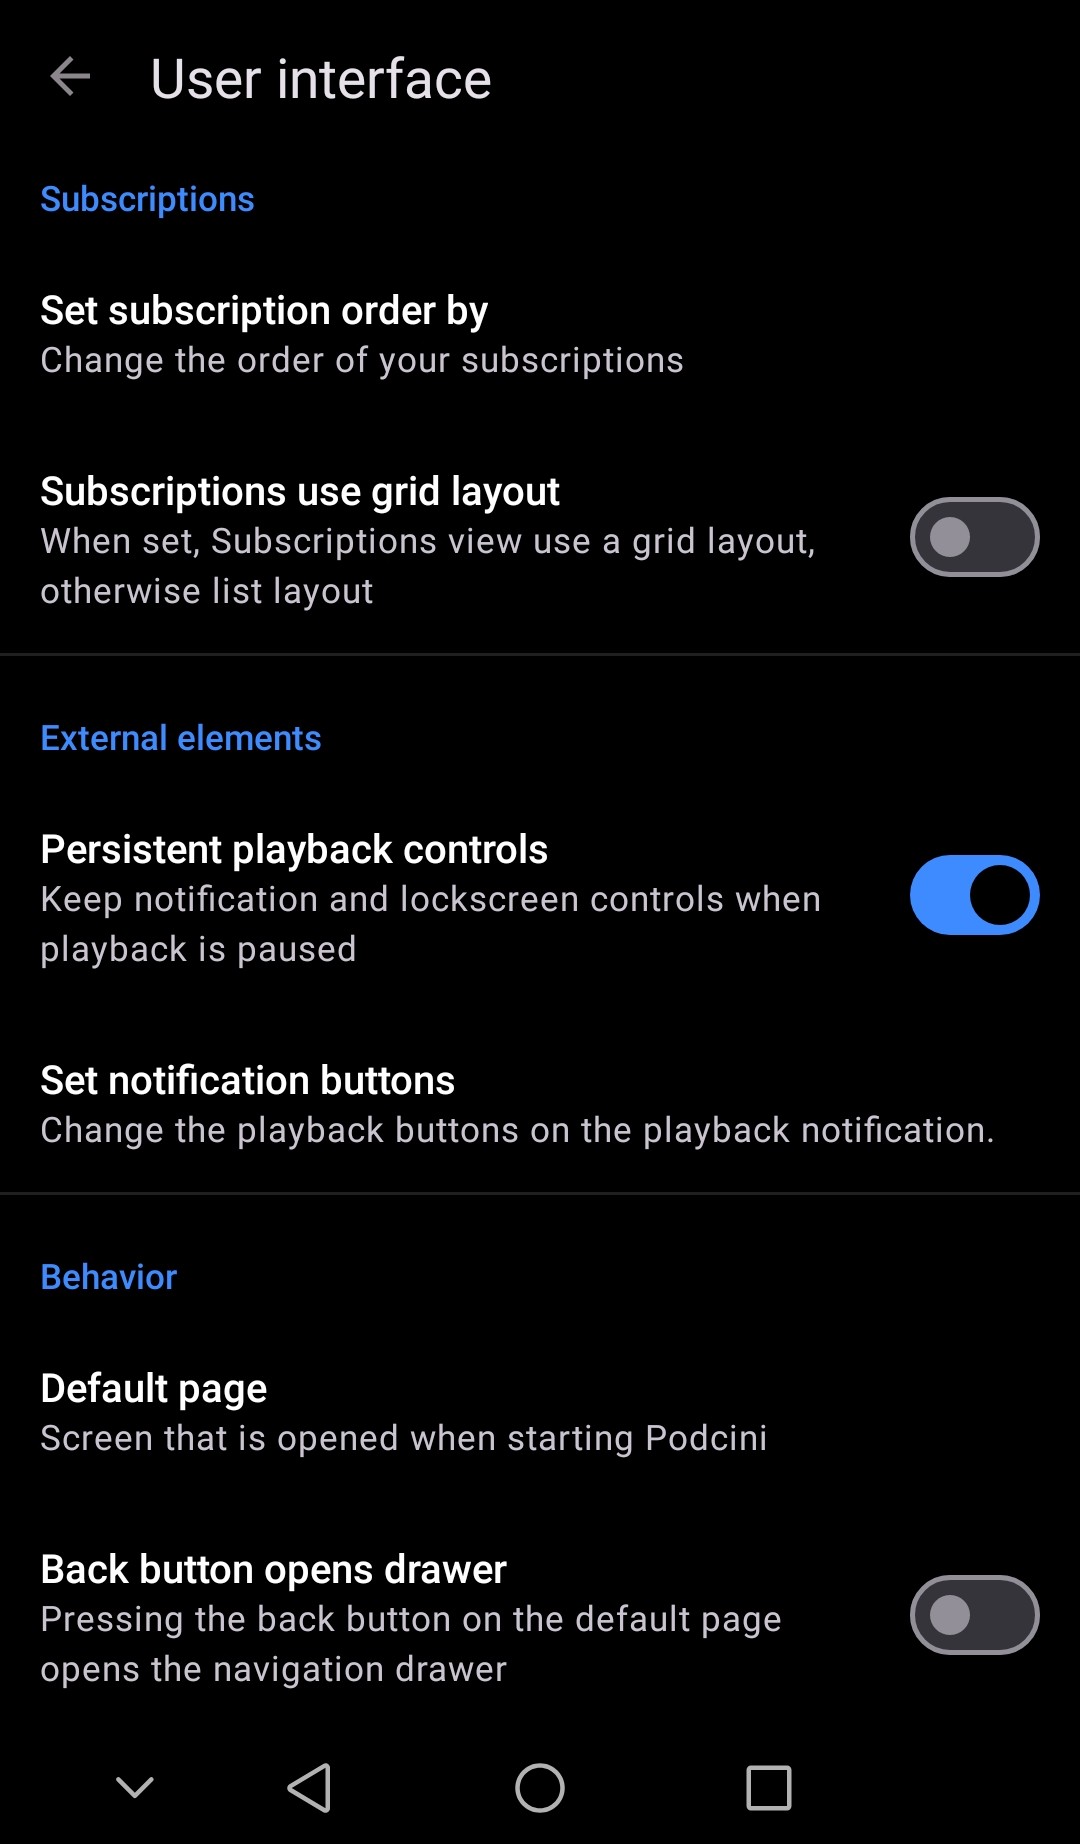 User interface
Subscriptions
Set subscription order by
Change the order of your subscriptions
Subscriptions use grid layout
When set, Subscriptions view use a grid layout,
otherwise list layout
External elements
Persistent playback controls
Keep notification and lockscreen controls when
playback is paused
Set notification buttons
Change the playback buttons on the playback notification.
Behavior
Default page
Screen that is opened when starting Podcini
Back button opens drawer
Pressing the back button on the default page
opens the navigation drawer